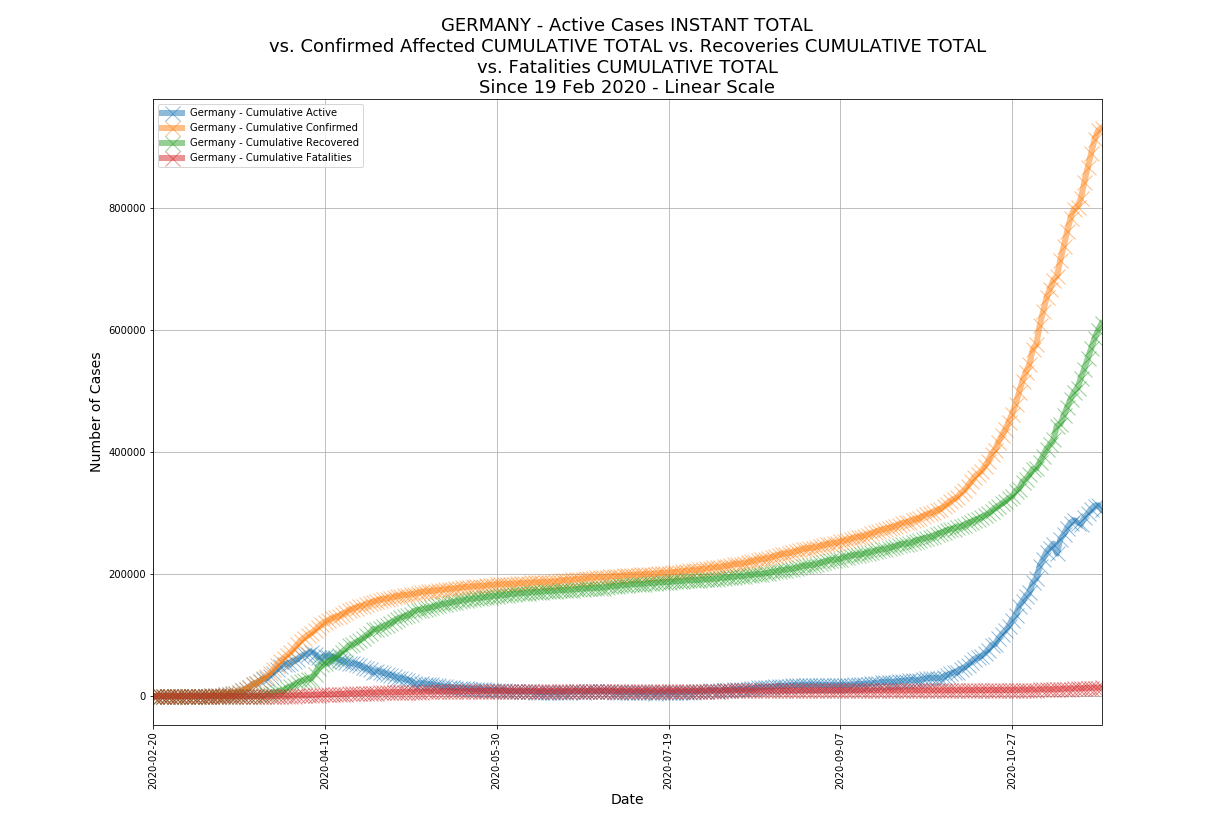 GERMANY - Active Cases INSTANT TOTAL
vs. Confirmed Affected CUMULATIVE TOTAL vs. Recoveries CUMULATIVE TOTAL
vs. Fatalities CUMULATIVE TOTAL
Since 19 Feb 2020 - Linear Scale
Germany - Cumulative Active
Germany - Cumulative Confirmed
Germany - Cumulative Recovered
Germany - Cumulative Fatalities
Number of Cases
800000
600000
400000
200000
0
2020-02-20
2020-04-10
2020-05-30
2020-07-19
2020-09-07
2020-10-27
Date